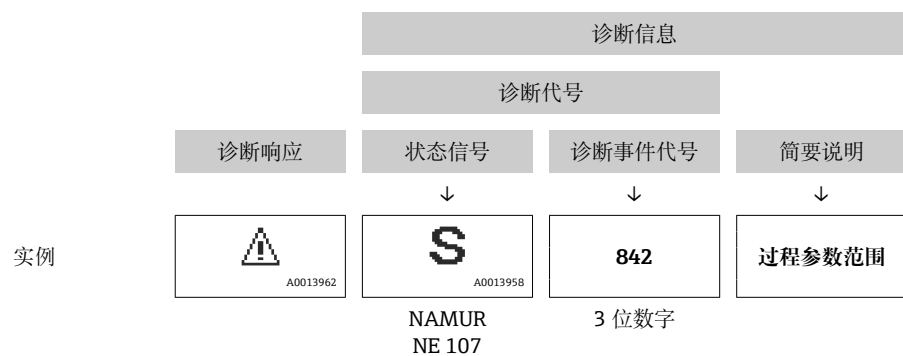 诊断信息
诊断代号
诊断响应 状态信号 诊断事件代号 简要说明
↓ ↓ ↓
实例 S 842 过程参数范围
A0013962 A0013958
NAMUR 3 位数字
NE 107